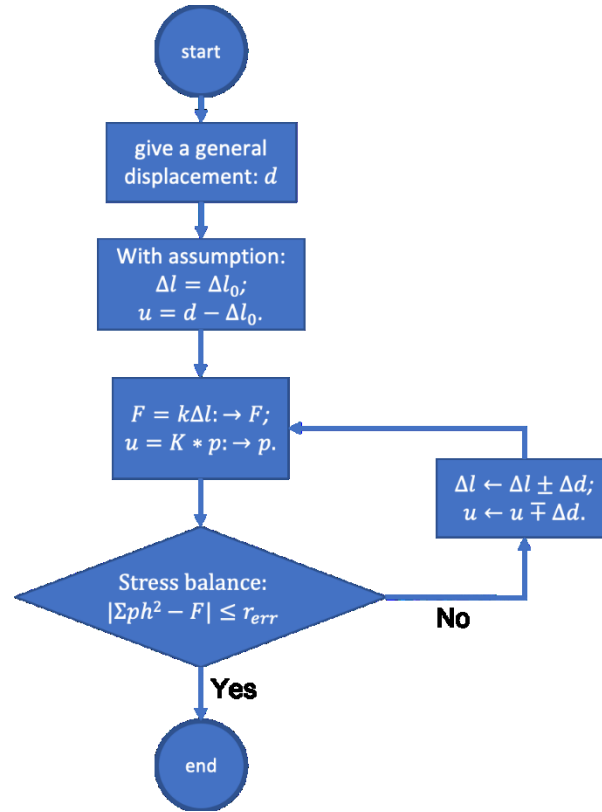 start
give a general
displacement: d
With assumption:
Δl = Δl₀;
u = d − Δl₀.
F = kΔl: → F;
u = K * p: → p.
Δl ← Δl ± Δd;
u ← u ∓ Δd.
Stress balance:
|Σph² − F| ≤ r_err
No
Yes
end